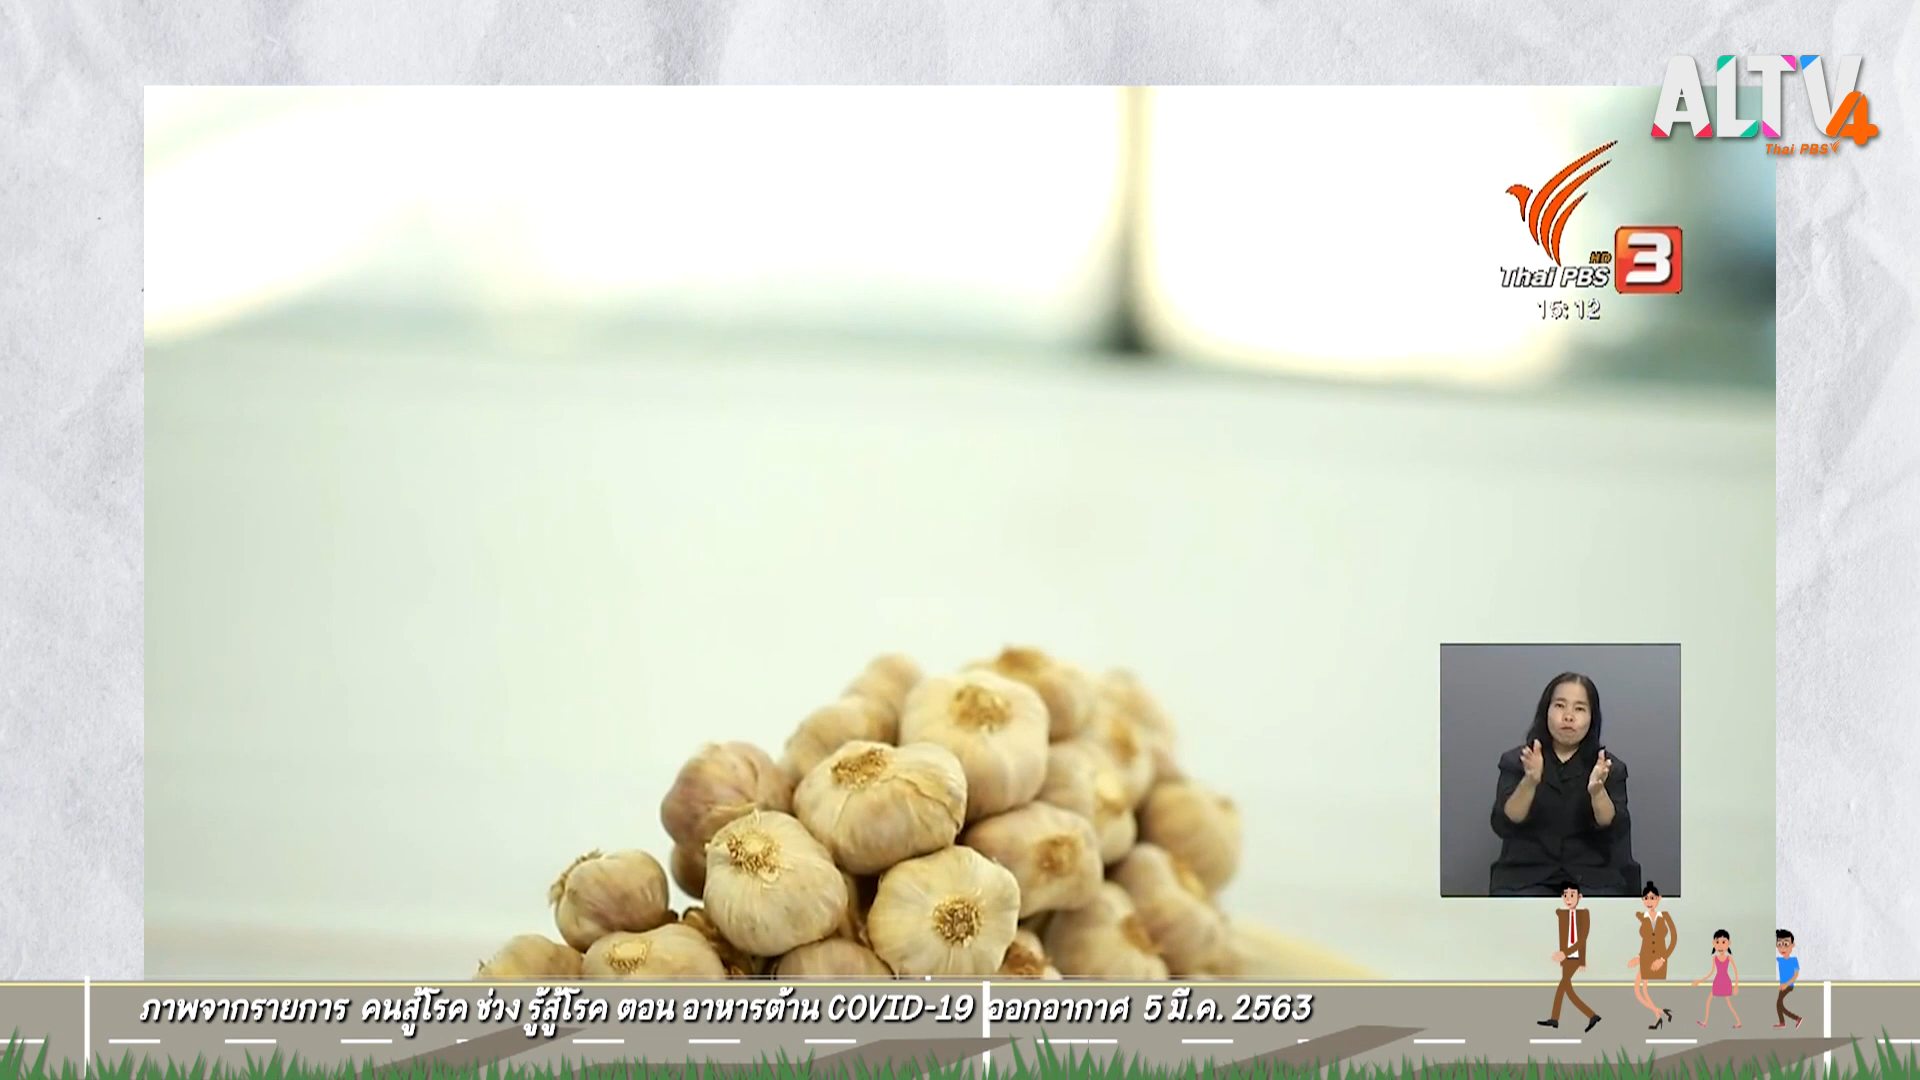 ALTV4
Thai PBS
HD
Thai PBS 3
15:12
ภาพจากรายการ คนสู้โรค ช่วง รู้สู้โรค ตอน อาหารต้าน COVID-19 ออกอากาศ 5 มี.ค. 2563